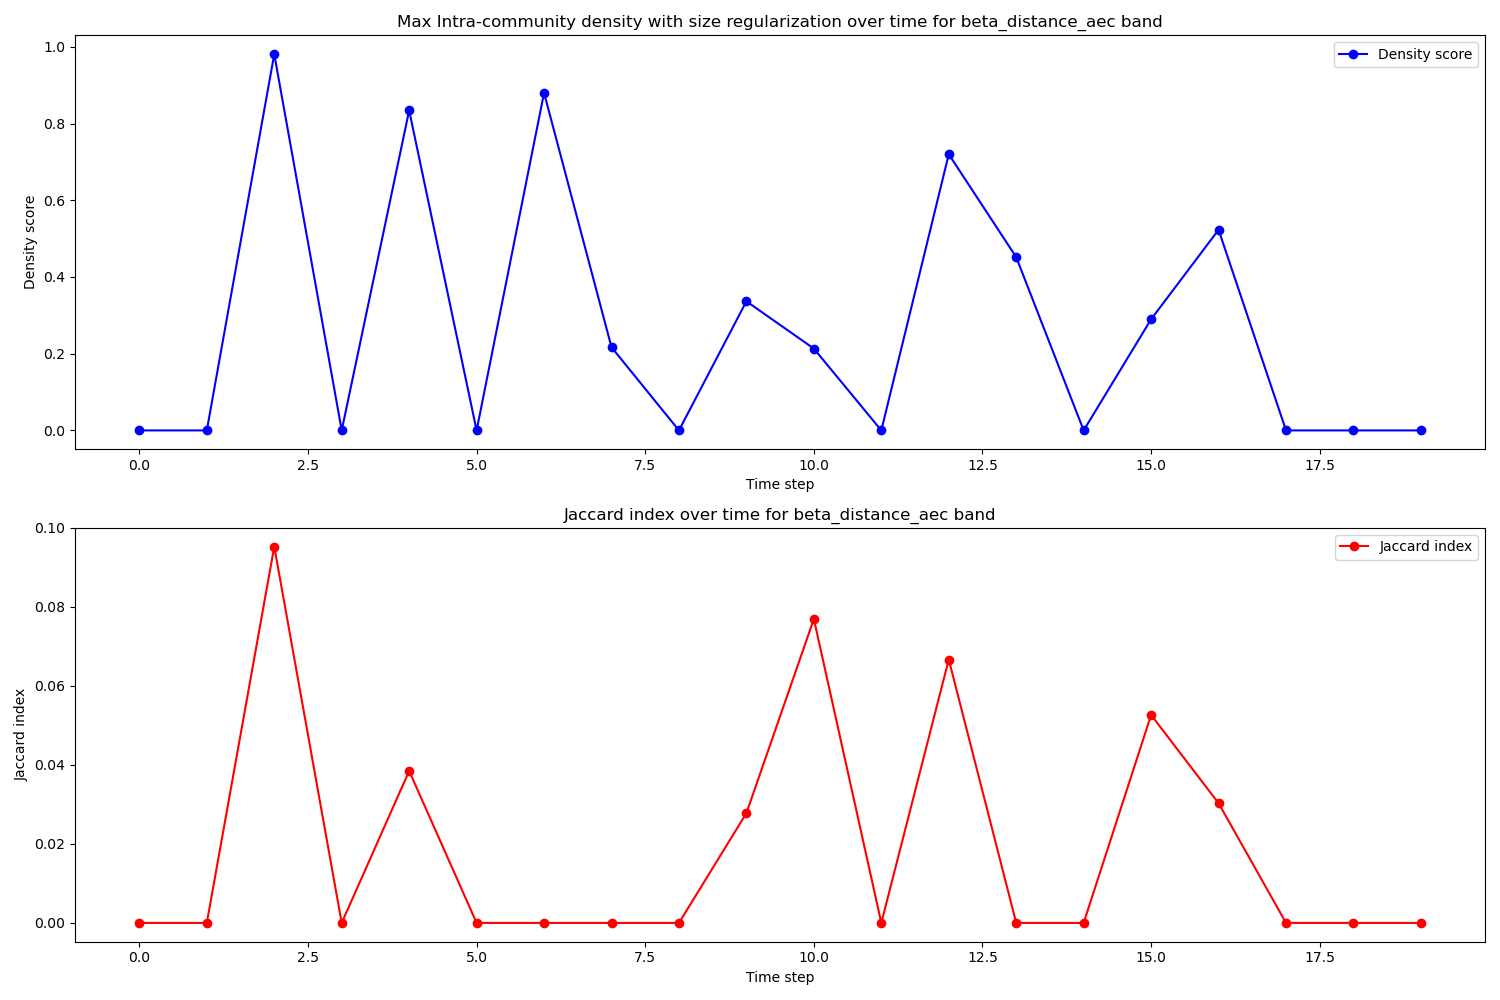 Max Intra-community density with size regularization over time for beta_distance_aec band
Density score
1.0
0.8
0.6
0.4
0.2
0.0
Density score
0.0 2.5 5.0 7.5 10.0 12.5 15.0 17.5
Time step
Jaccard index over time for beta_distance_aec band
Jaccard index
0.10
0.08
0.06
0.04
0.02
0.00
Jaccard index
0.0 2.5 5.0 7.5 10.0 12.5 15.0 17.5
Time step